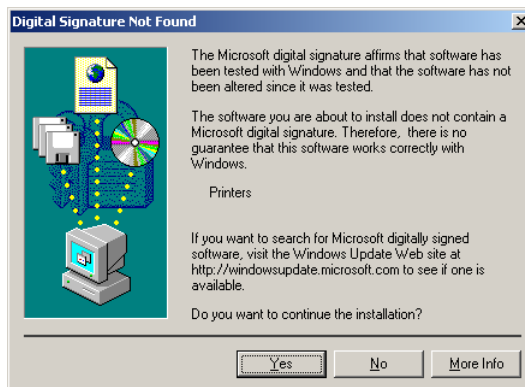 Digital Signature Not Found
The Microsoft digital signature affirms that software has
been tested with Windows and that the software has not
been altered since it was tested.
The software you are about to install does not contain a
Microsoft digital signature. Therefore,  there is no
guarantee that this software works correctly with
Windows.
Printers
If you want to search for Microsoft digitally signed
software, visit the Windows Update Web site at
http://windowsupdate.microsoft.com to see if one is
available.
Do you want to continue the installation?
Yes No More Info